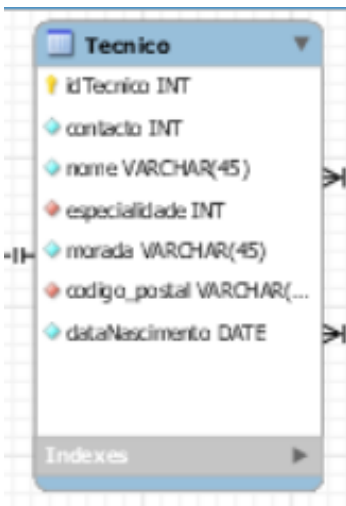 Tecnico
idTecnico INT
contacto INT
nome VARCHAR(45)
especialidade INT
morada VARCHAR(45)
codigo_postal VARCHAR(...
dataNascimento DATE
Indexes